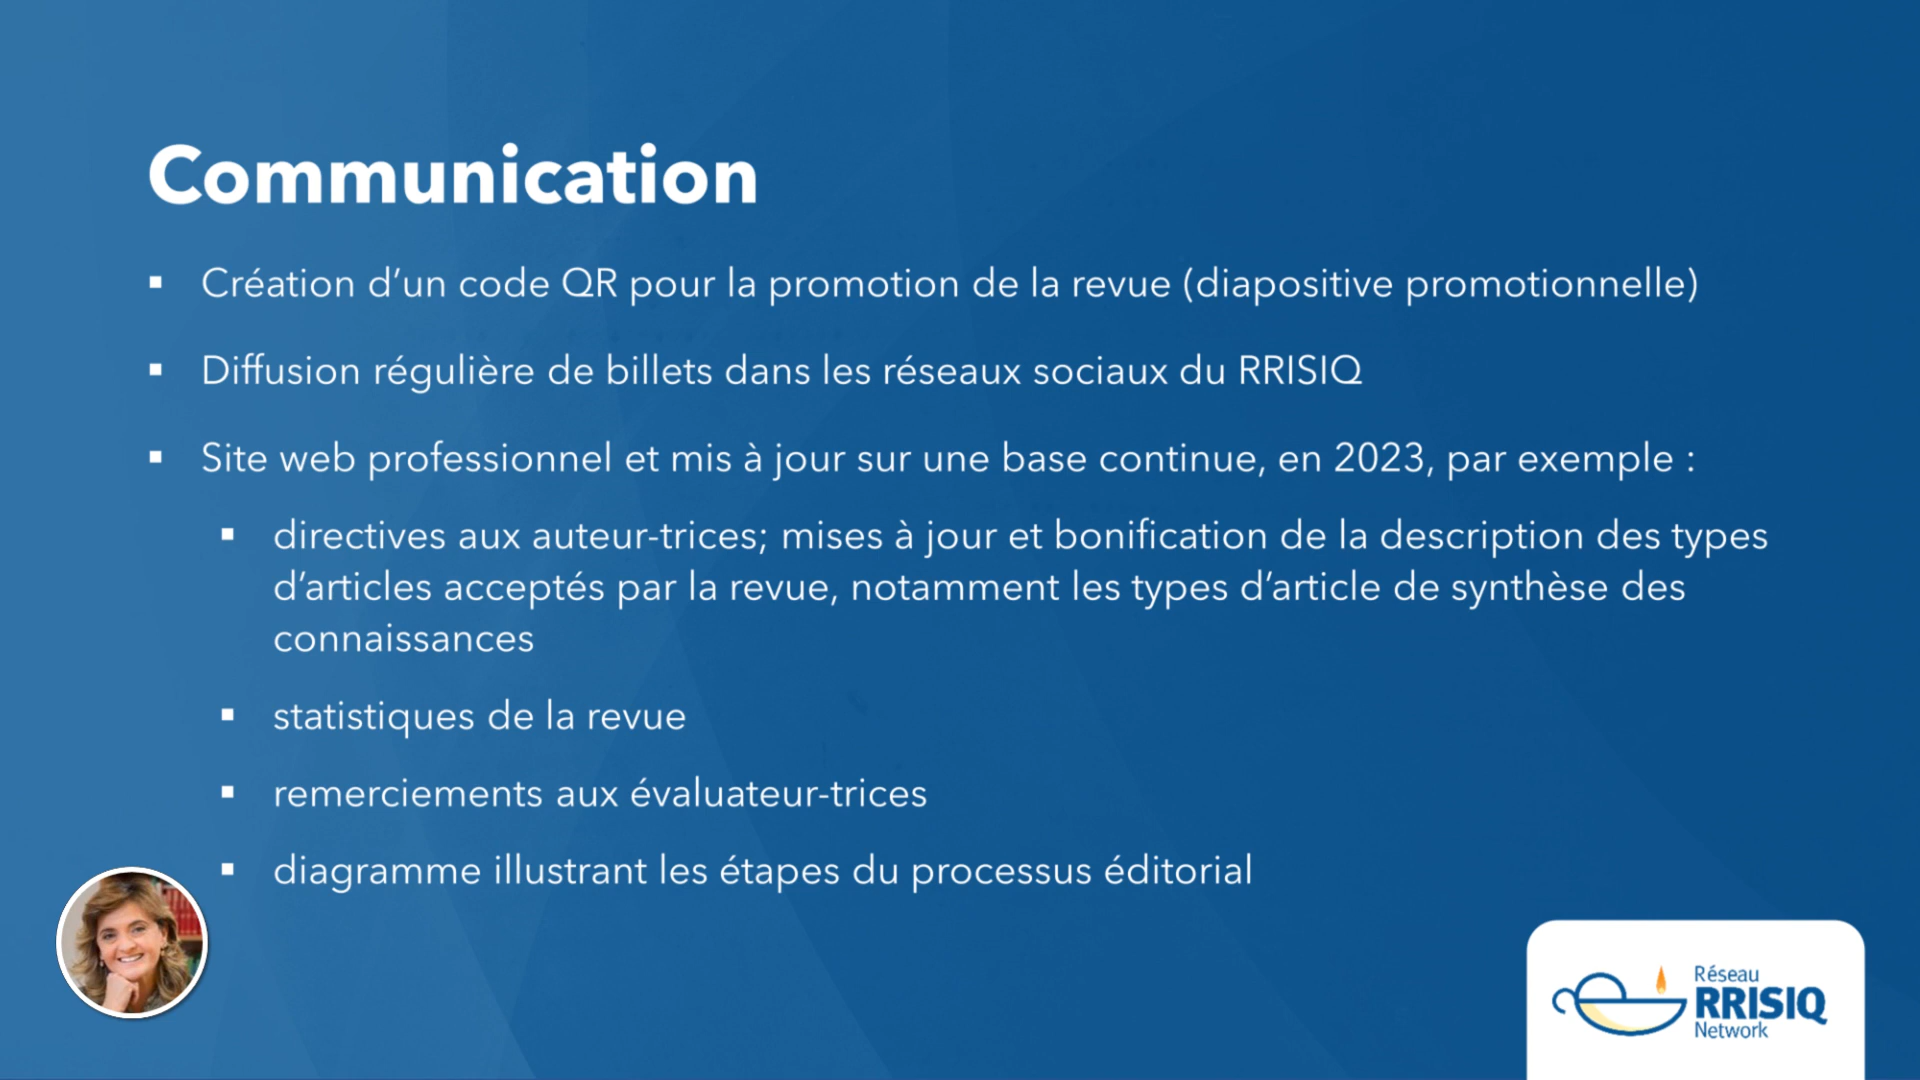 Communication
▪ Création d’un code QR pour la promotion de la revue (diapositive promotionnelle)
▪ Diffusion régulière de billets dans les réseaux sociaux du RRISIQ
▪ Site web professionnel et mis à jour sur une base continue, en 2023, par exemple :
▪ directives aux auteur-trices; mises à jour et bonification de la description des types
d’articles acceptés par la revue, notamment les types d’article de synthèse des
connaissances
▪ statistiques de la revue
▪ remerciements aux évaluateur-trices
▪ diagramme illustrant les étapes du processus éditorial
Réseau
RRISIQ
Network